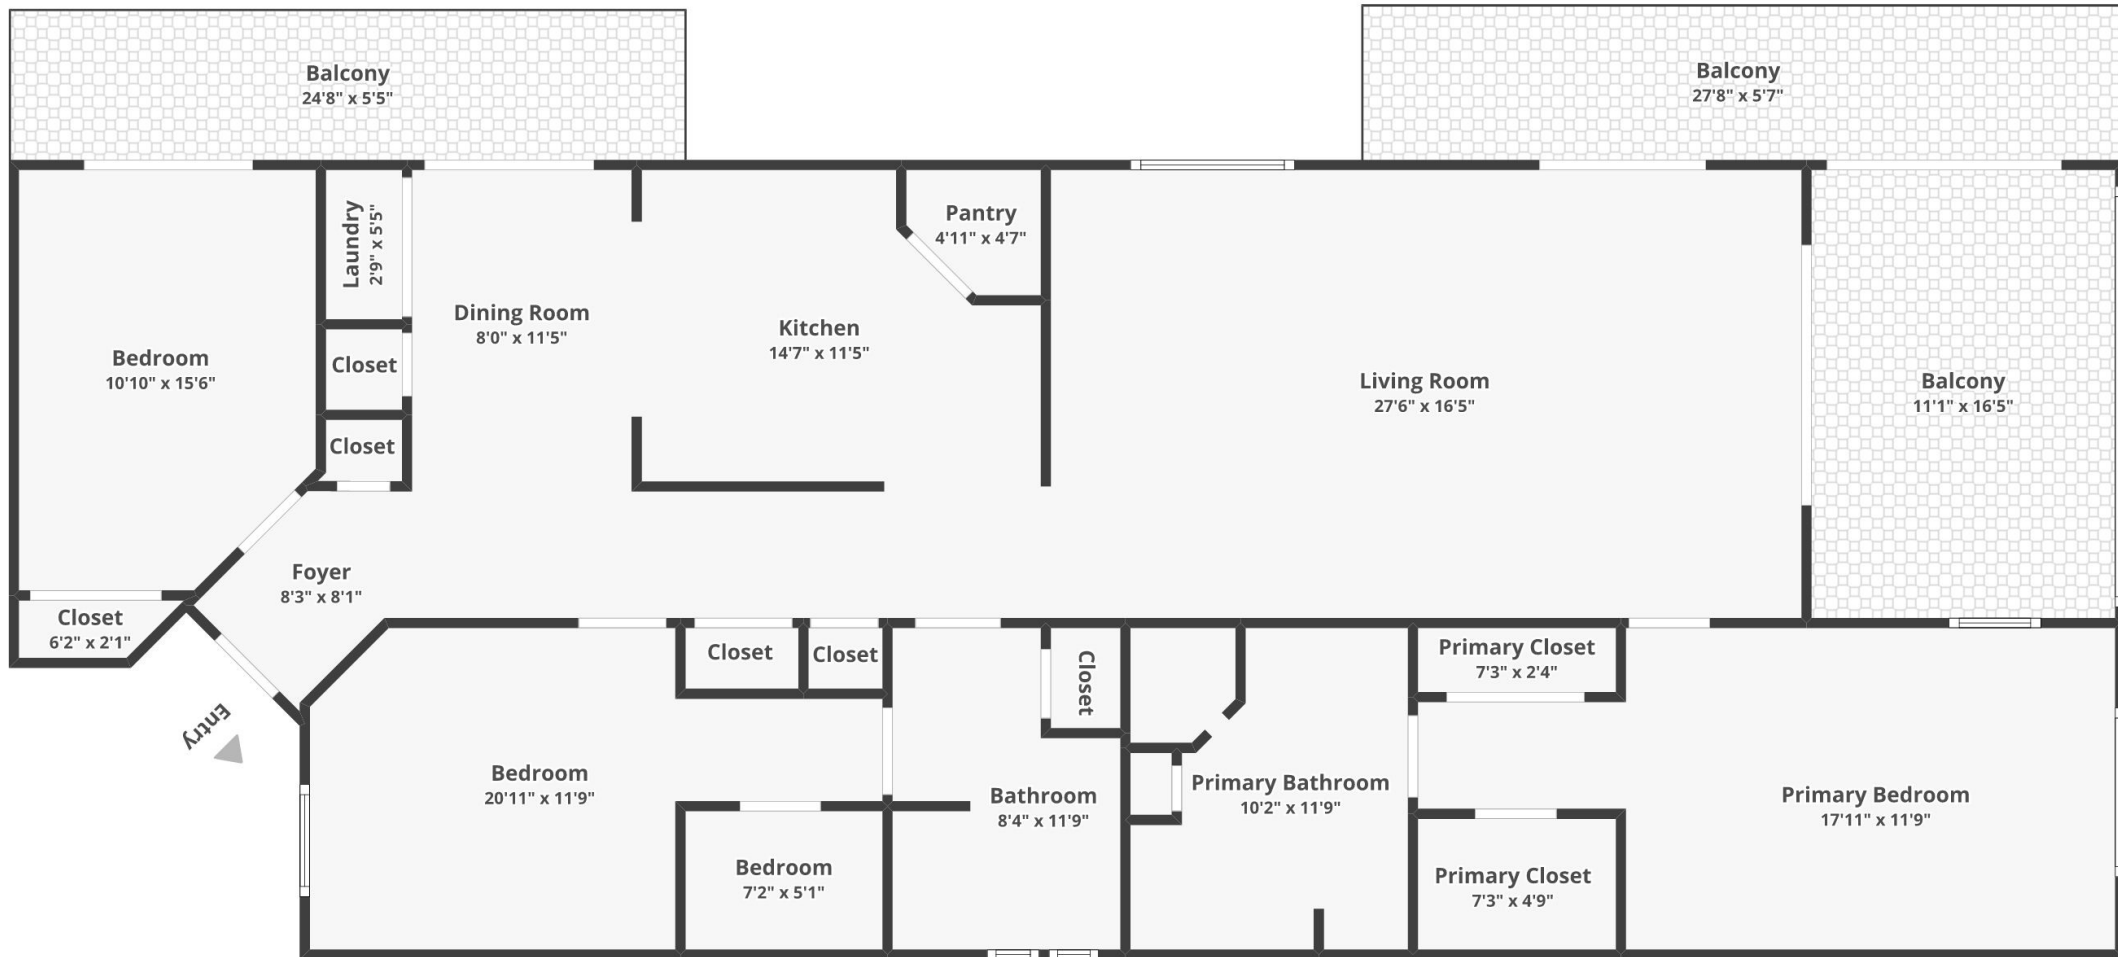 Balcony
24'8" x 5'5"
Balcony
27'8" x 5'7"
Laundry
2'9" x 5'5"
Pantry
4'11" x 4'7"
Dining Room
8'0" x 11'5"
Kitchen
14'7" x 11'5"
Bedroom
10'10" x 15'6"
Closet
Closet
Living Room
27'6" x 16'5"
Balcony
11'1" x 16'5"
Foyer
8'3" x 8'1"
Closet
6'2" x 2'1"
Entry
Closet
Closet
Closet
Primary Closet
7'3" x 2'4"
Bedroom
20'11" x 11'9"
Bathroom
8'4" x 11'9"
Primary Bathroom
10'2" x 11'9"
Primary Bedroom
17'11" x 11'9"
Bedroom
7'2" x 5'1"
Primary Closet
7'3" x 4'9"